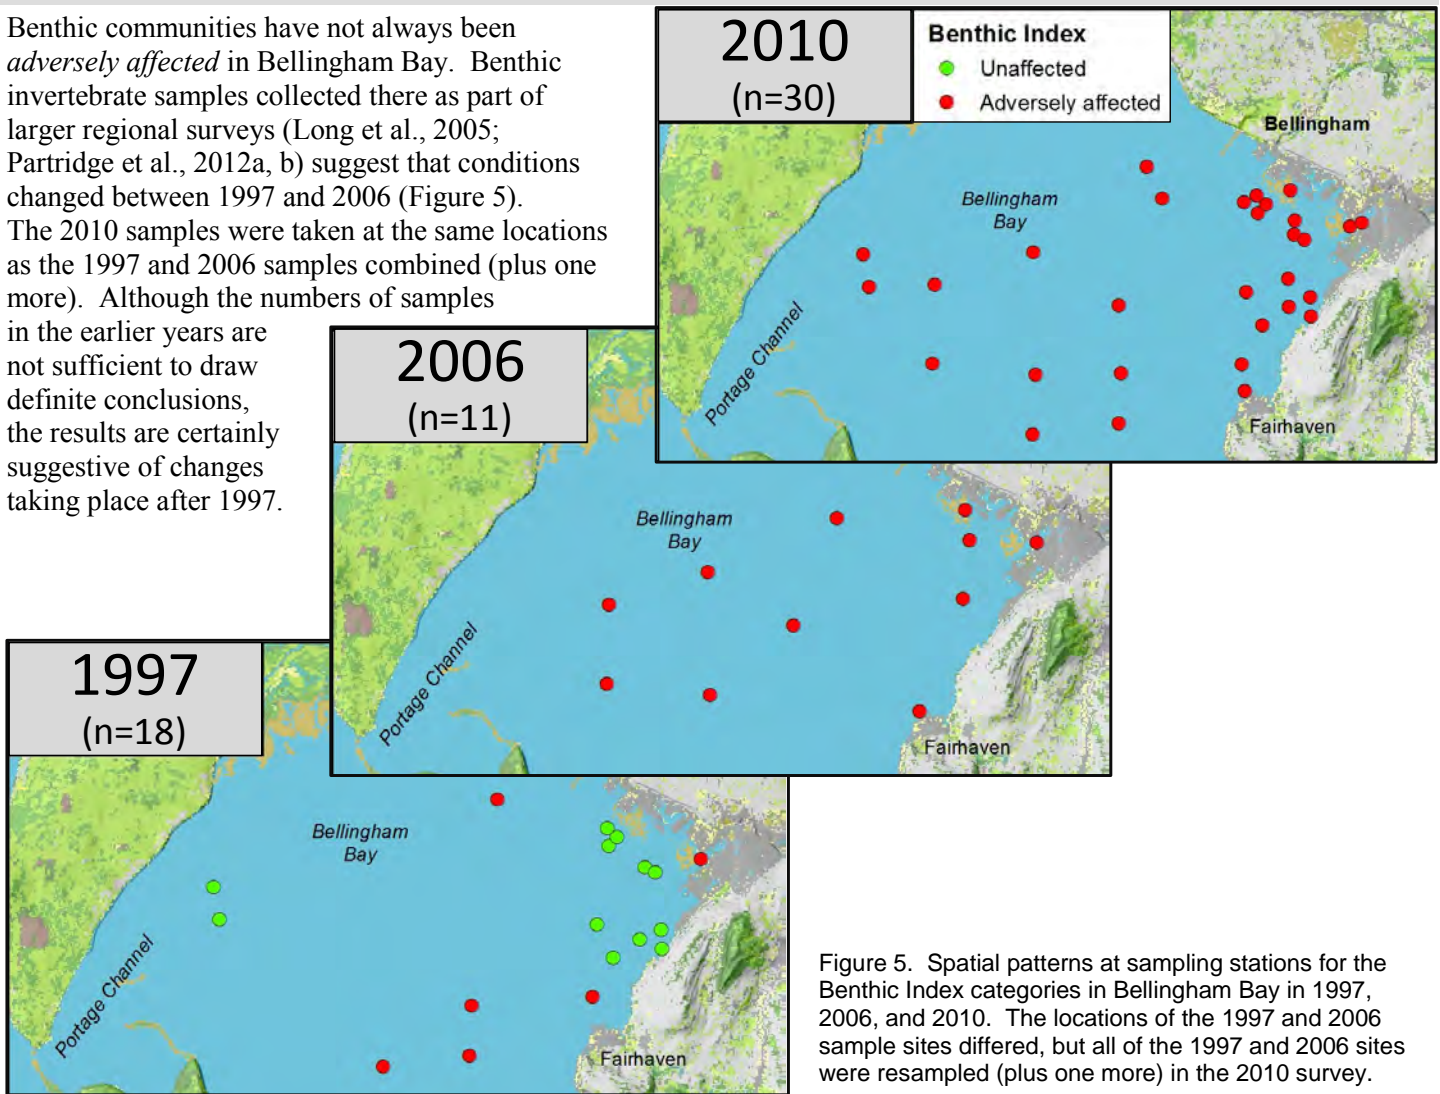 Benthic communities have not always been
adversely affected in Bellingham Bay. Benthic
invertebrate samples collected there as part of
larger regional surveys (Long et al., 2005;
Partridge et al., 2012a, b) suggest that conditions
changed between 1997 and 2006 (Figure 5).
The 2010 samples were taken at the same locations
as the 1997 and 2006 samples combined (plus one
more). Although the numbers of samples
in the earlier years are
not sufficient to draw
definite conclusions,
the results are certainly
suggestive of changes
taking place after 1997.
2010
(n=30)
Benthic Index
Unaffected
Adversely affected
Bellingham
Bellingham
Bay
Portage Channel
Fairhaven
2006
(n=11)
Bellingham
Bay
Portage Channel
Fairhaven
1997
(n=18)
Bellingham
Bay
Portage Channel
Fairhaven
Figure 5. Spatial patterns at sampling stations for the
Benthic Index categories in Bellingham Bay in 1997,
2006, and 2010. The locations of the 1997 and 2006
sample sites differed, but all of the 1997 and 2006 sites
were resampled (plus one more) in the 2010 survey.